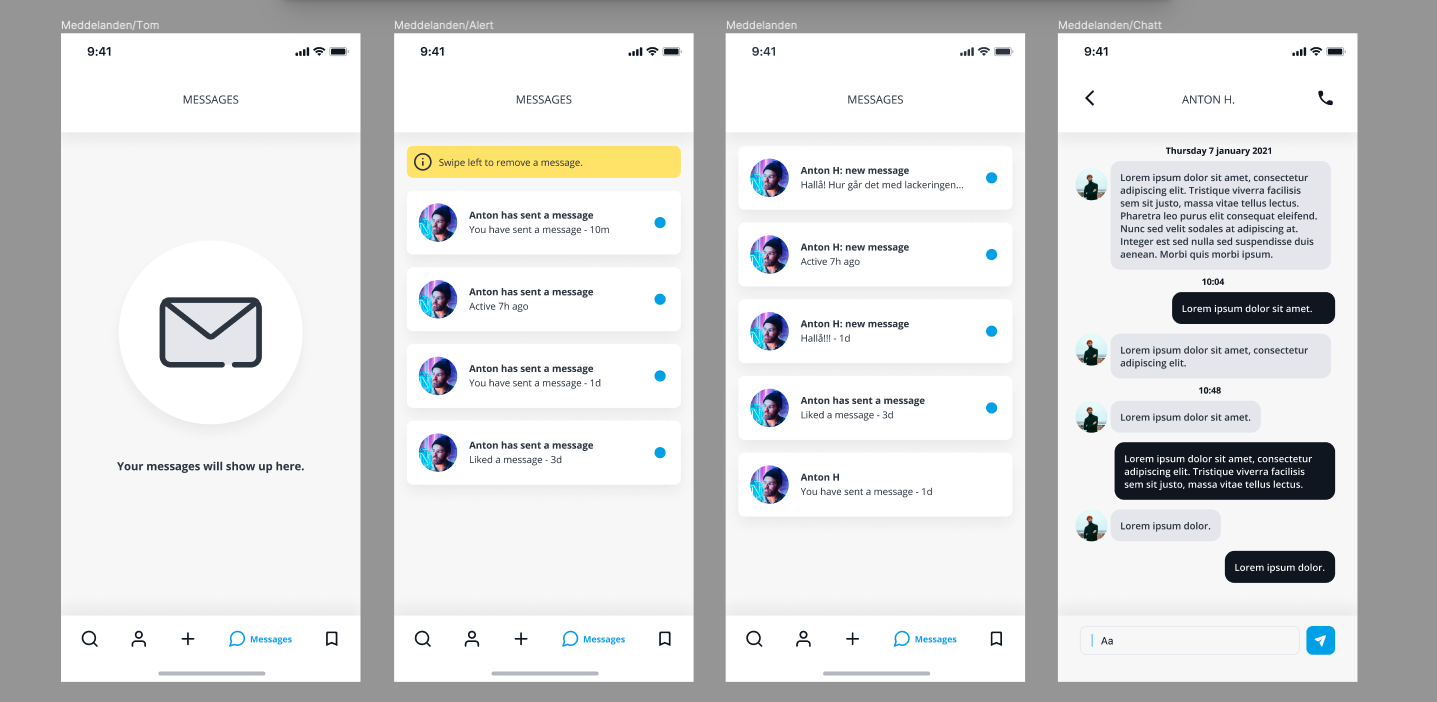 Meddelanden/Tom
9:41
MESSAGES
Your messages will show up here.
Messages
Meddelanden/Alert
9:41
MESSAGES
Swipe left to remove a message.
Anton has sent a message
You have sent a message - 10m
Anton has sent a message
Active 7h ago
Anton has sent a message
You have sent a message - 1d
Anton has sent a message
Liked a message - 3d
Messages
Meddelanden
9:41
MESSAGES
Anton H: new message
Hallå! Hur går det med lackeringen...
Anton H: new message
Active 7h ago
Anton H: new message
Hallå!!! - 1d
Anton has sent a message
Liked a message - 3d
Anton H
You have sent a message - 1d
Messages
Meddelanden/Chatt
9:41
ANTON H.
Thursday 7 january 2021
Lorem ipsum dolor sit amet, consectetur
adipiscing elit. Tristique viverra facilisis
sem sit justo, massa vitae tellus lectus.
Pharetra leo purus elit consequat eleifend.
Nunc sed velit sodales at adipiscing at.
Integer est sed nulla sed suspendisse duis
aenean. Morbi quis morbi ipsum.
10:04
Lorem ipsum dolor sit amet.
Lorem ipsum dolor sit amet, consectetur
adipiscing elit.
10:48
Lorem ipsum dolor sit amet.
Lorem ipsum dolor sit amet, consectetur
adipiscing elit. Tristique viverra facilisis
sem sit justo, massa vitae tellus lectus.
Lorem ipsum dolor.
Lorem ipsum dolor.
Aa